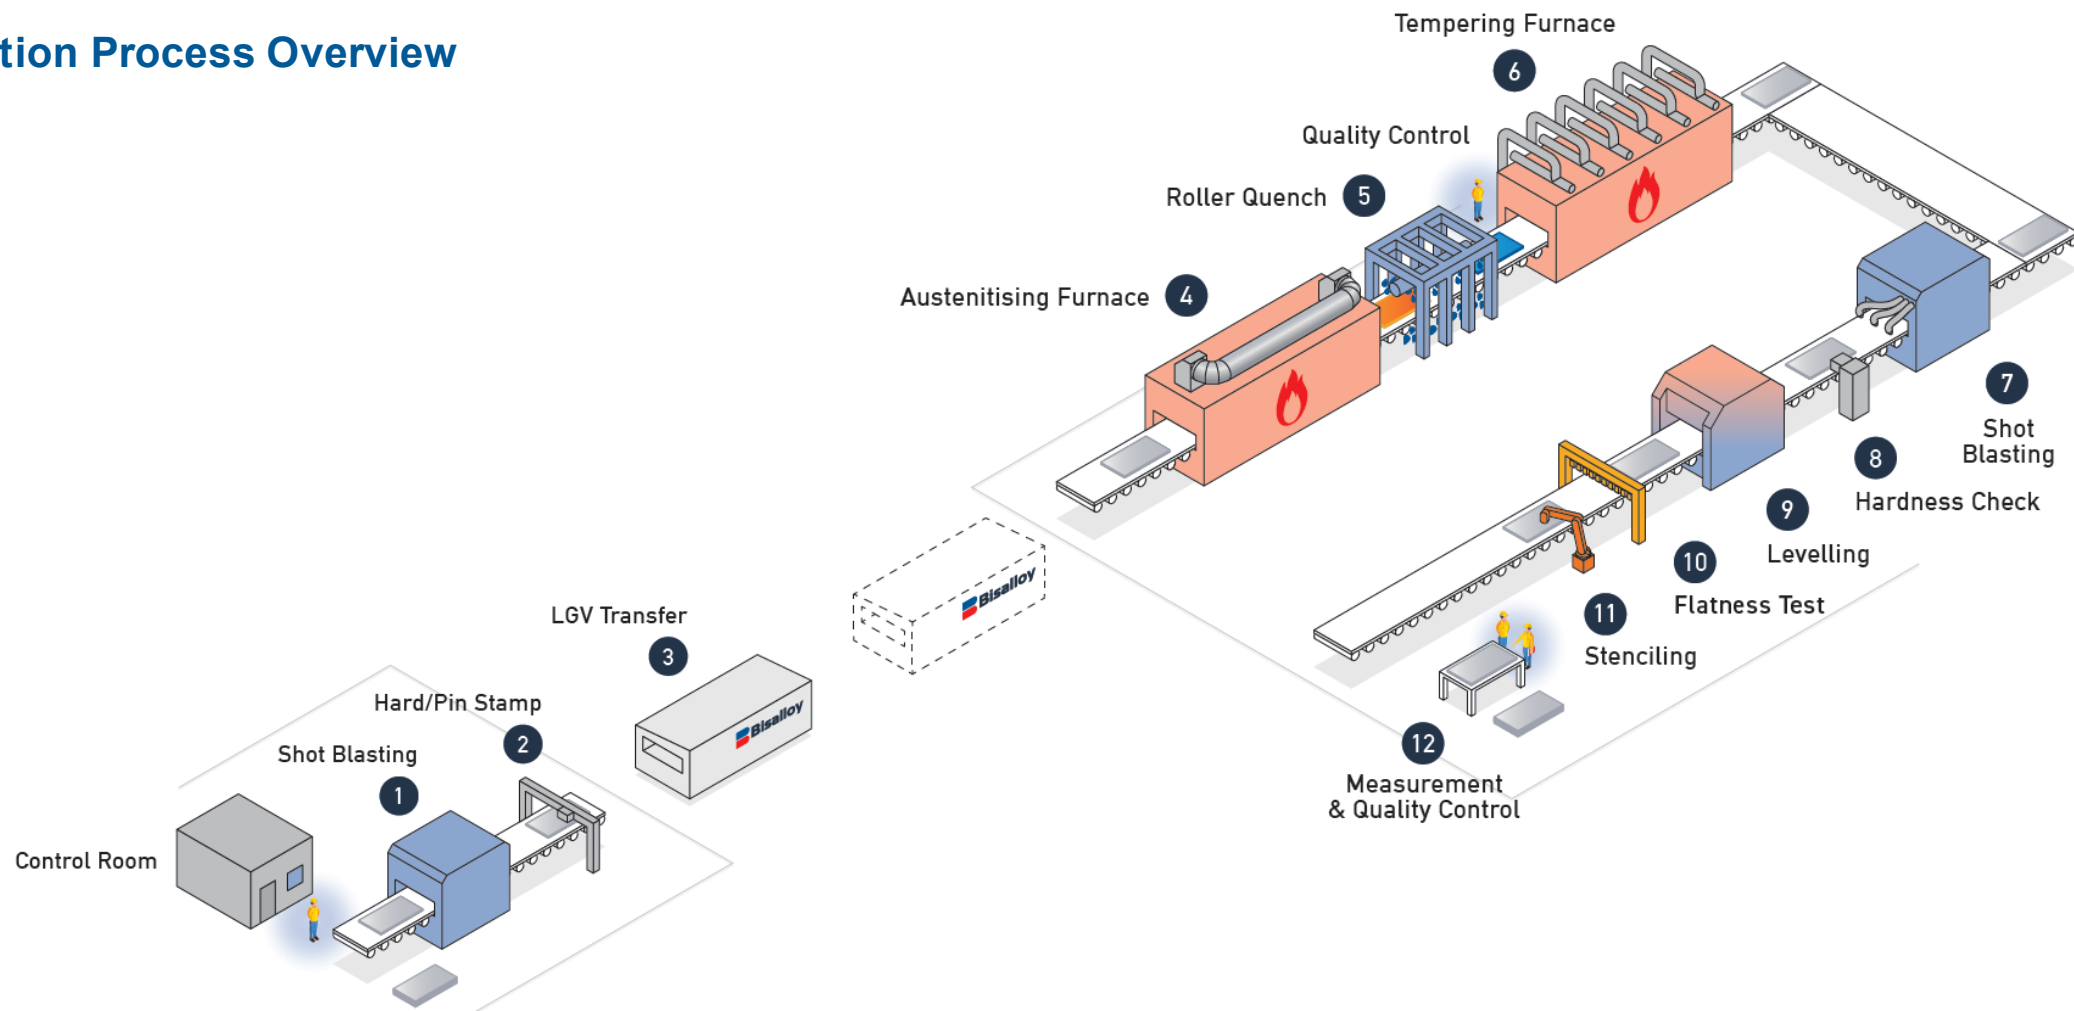 tion Process Overview
Tempering Furnace
6
Quality Control
Roller Quench
5
Austenitising Furnace
4
7
Shot
Blasting
8
Hardness Check
9
Levelling
10
Flatness Test
11
Stenciling
12
Measurement
& Quality Control
Bisalloy
LGV Transfer
3
Bisalloy
Hard/Pin Stamp
2
Shot Blasting
1
Control Room